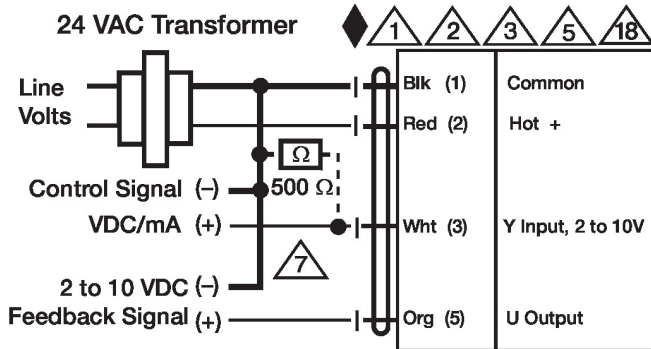 24 VAC Transformer
1 2 3 5 18
Line
Volts
Blk (1) Common
Red (2) Hot +
Ω
500 Ω
Control Signal (–)
VDC/mA (+)
Wht (3) Y Input, 2 to 10V
7
2 to 10 VDC (–)
Feedback Signal (+)
Org (5) U Output